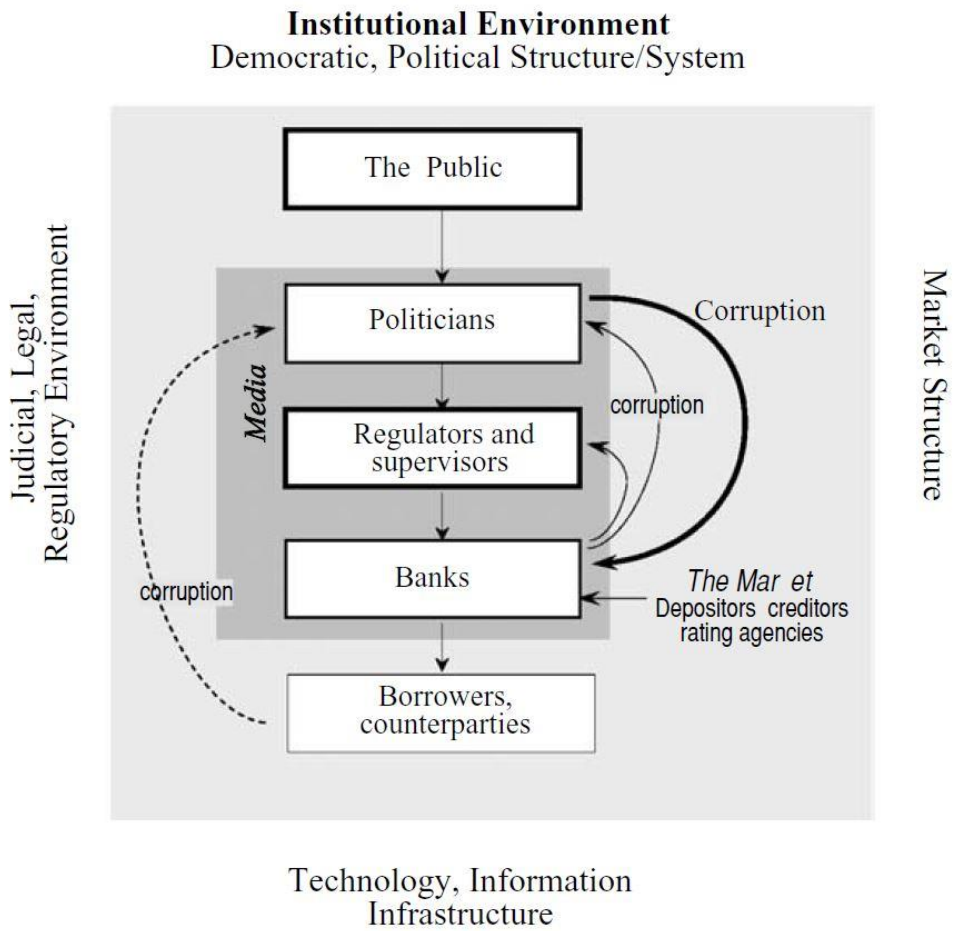 Institutional Environment
Democratic, Political Structure/System
The Public
Judicial, Legal,
Regulatory Environment
Market Structure
Media
Politicians
Corruption
corruption
Regulators and
supervisors
Banks
corruption
The Mar et
Depositors creditors
rating agencies
Borrowers,
counterparties
Technology, Information
Infrastructure